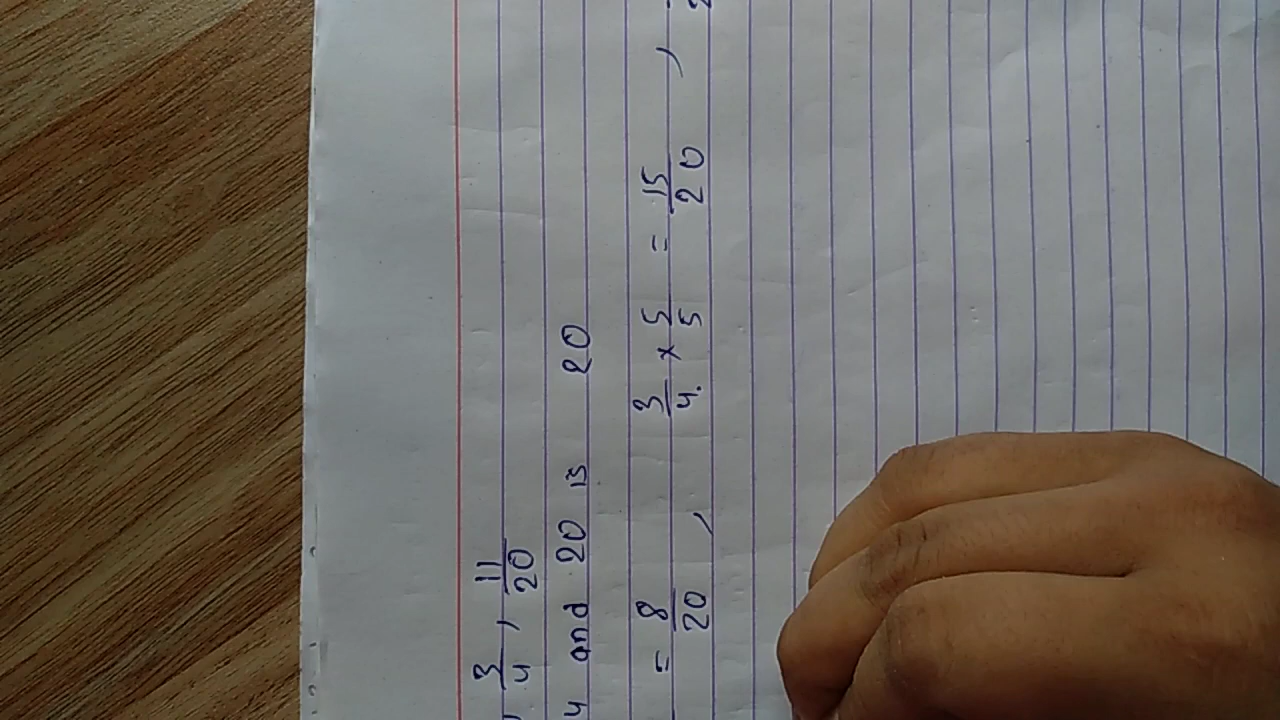 , 3/4 , 11/20
4 and 20 is 20
= 8/20 , 3/4 × 5/5 = 15/20 ,